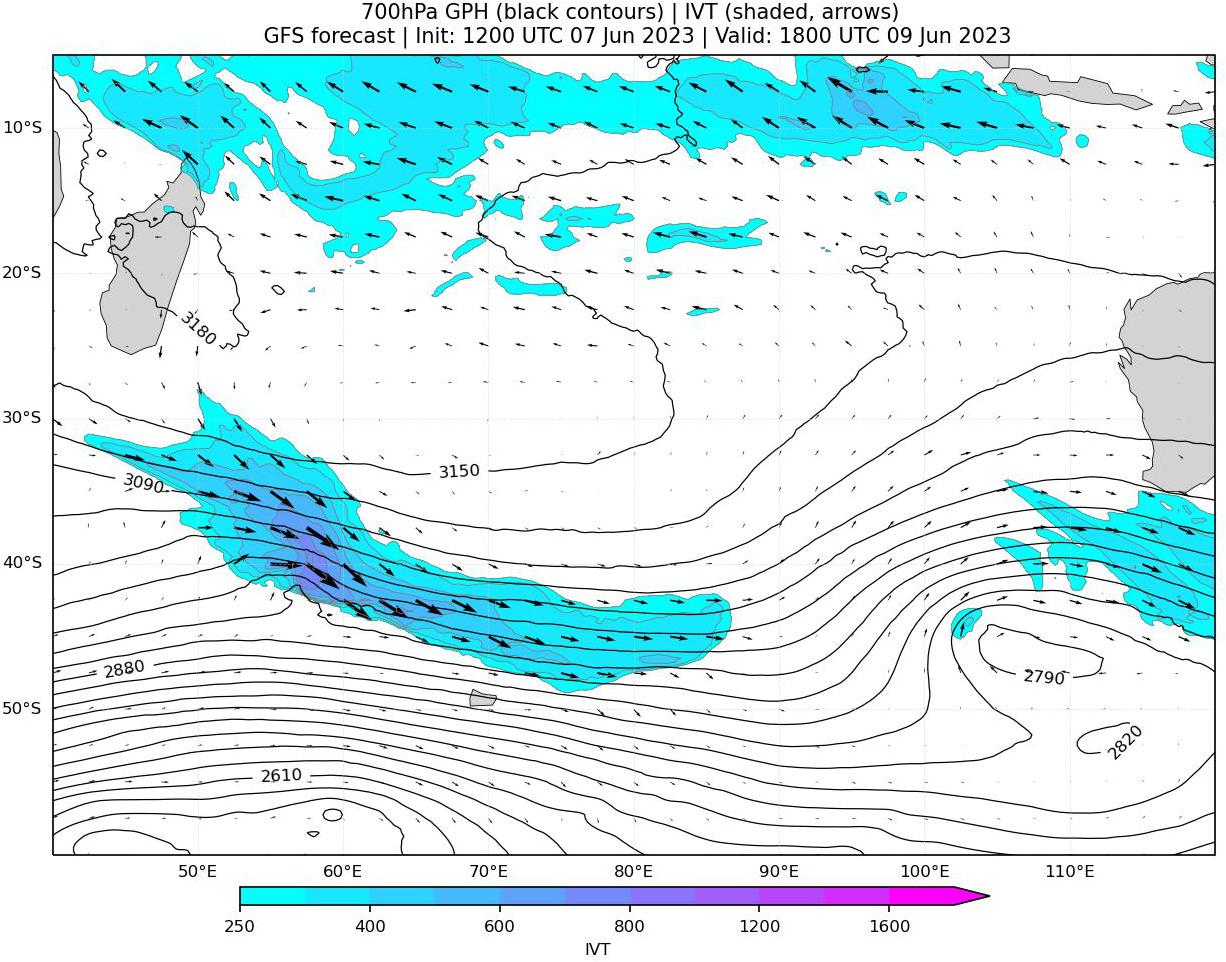 700hPa GPH (black contours) | IVT (shaded, arrows)
GFS forecast | Init: 1200 UTC 07 Jun 2023 | Valid: 1800 UTC 09 Jun 2023
10°S
20°S
3180
30°S
3150
3090
40°S
2880
2790
50°S
2820
2610
50°E 60°E 70°E 80°E 90°E 100°E 110°E
250 400 600 800 1200 1600
IVT